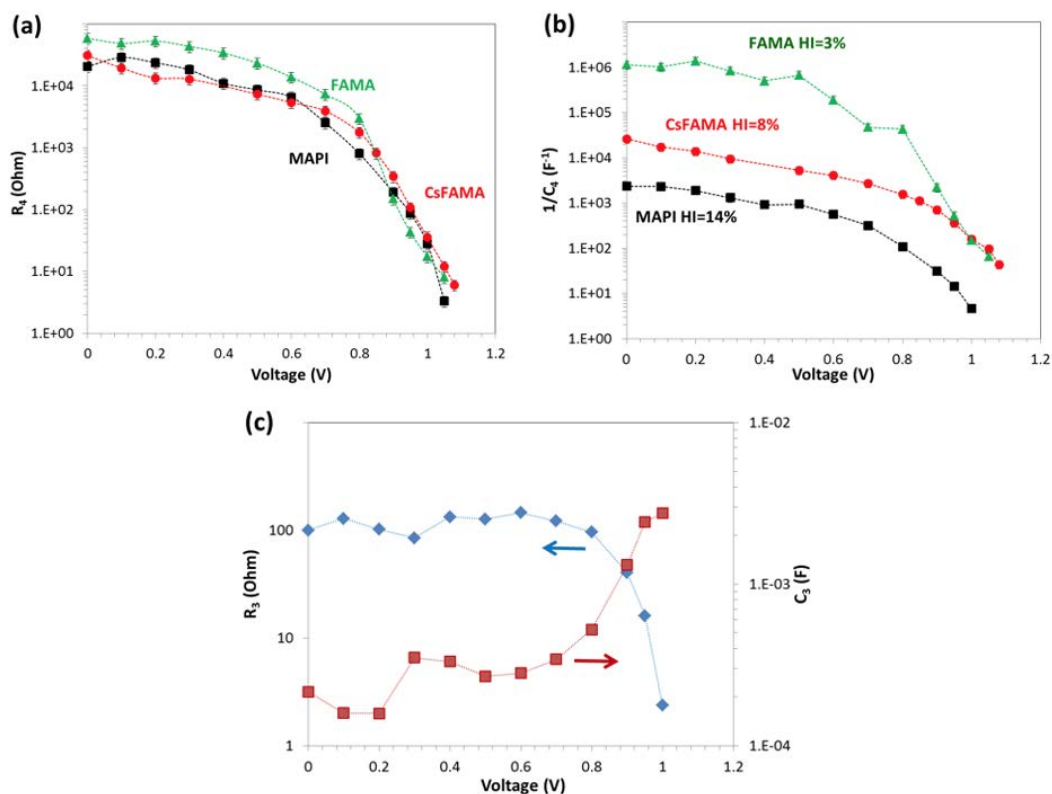 (a)
R4 (Ohm)
1.E+04
1.E+03
1.E+02
1.E+01
1.E+00
FAMA
MAPI
CsFAMA
0 0.2 0.4 0.6 0.8 1 1.2
Voltage (V)
(b)
1/C4 (F-1)
1.E+06
1.E+05
1.E+04
1.E+03
1.E+02
1.E+01
1.E+00
FAMA HI=3%
CsFAMA HI=8%
MAPI HI=14%
0 0.2 0.4 0.6 0.8 1 1.2
Voltage (V)
(c)
R3 (Ohm)
100
10
1
1.E-02
1.E-03
1.E-04
C3 (F)
0 0.2 0.4 0.6 0.8 1 1.2
Voltage (V)